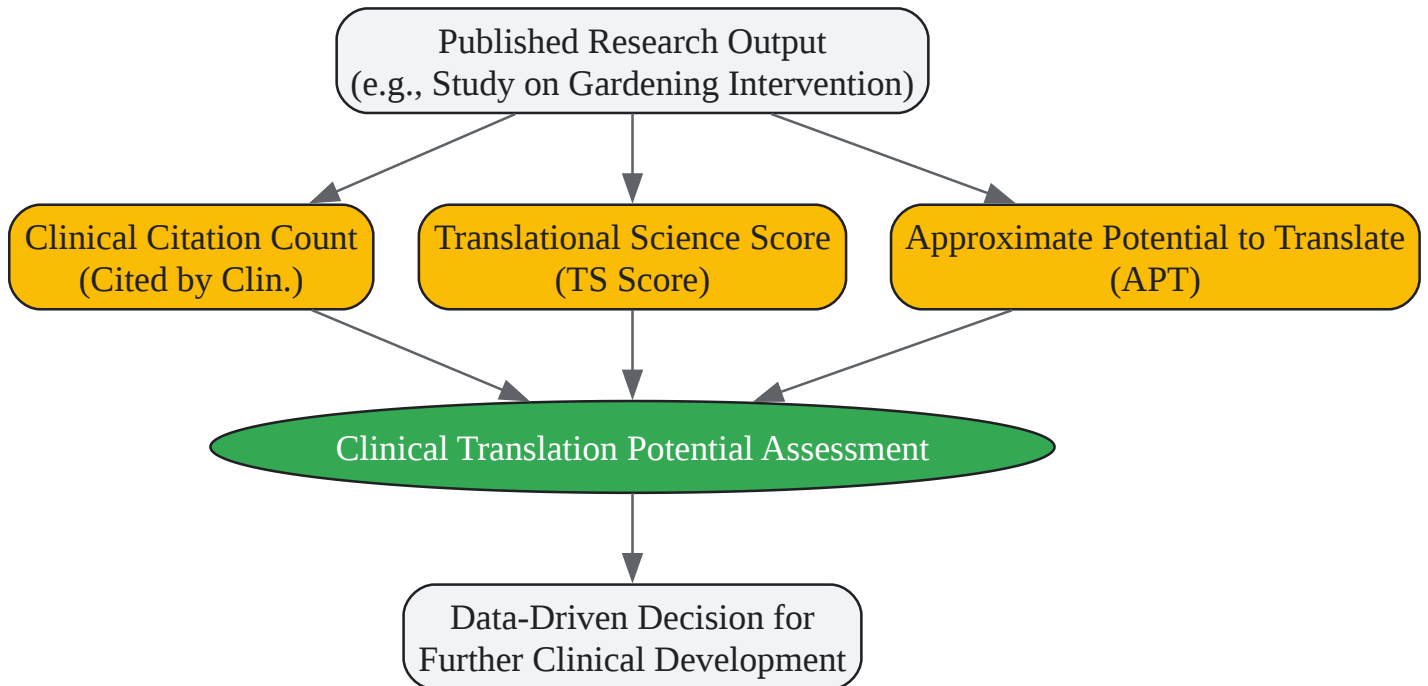 Published Research Output
(e.g., Study on Gardening Intervention)
Clinical Citation Count
(Cited by Clin.)
Translational Science Score
(TS Score)
Approximate Potential to Translate
(APT)
Clinical Translation Potential Assessment
Data-Driven Decision for
Further Clinical Development